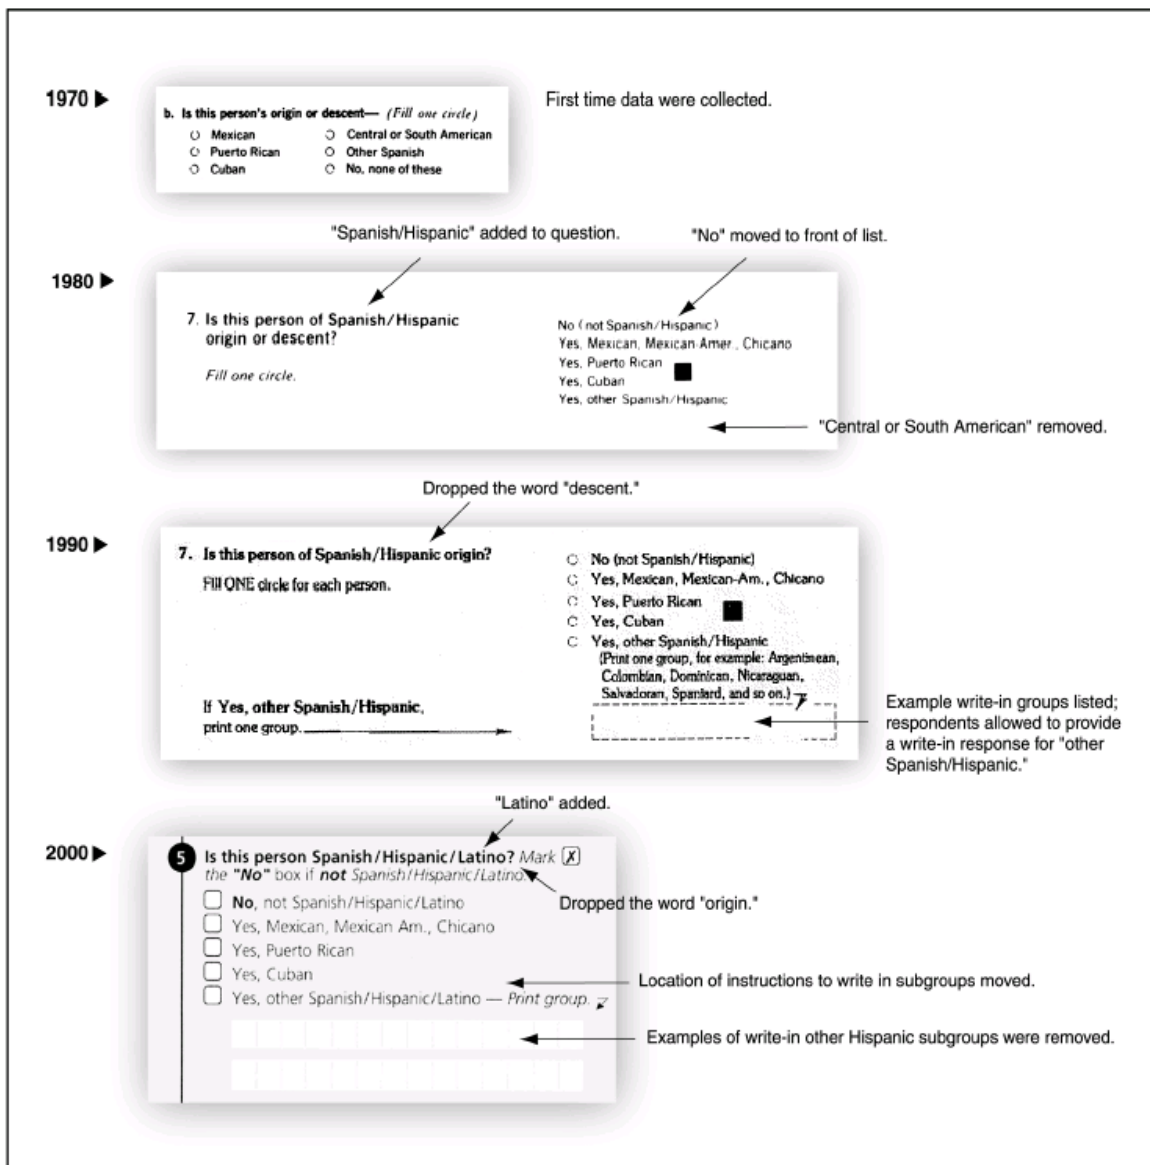 1970 ▶
First time data were collected.
b. Is this person's origin or descent— (Fill one circle)
Mexican
Central or South American
Puerto Rican
Other Spanish
Cuban
No, none of these
"Spanish/Hispanic" added to question.
"No" moved to front of list.
1980 ▶
7. Is this person of Spanish/Hispanic
origin or descent?
Fill one circle.
No (not Spanish/Hispanic)
Yes, Mexican, Mexican-Amer., Chicano
Yes, Puerto Rican
Yes, Cuban
Yes, other Spanish/Hispanic
"Central or South American" removed.
Dropped the word "descent."
1990 ▶
7. Is this person of Spanish/Hispanic origin?
Fill ONE circle for each person.
No (not Spanish/Hispanic)
Yes, Mexican, Mexican-Am., Chicano
Yes, Puerto Rican
Yes, Cuban
Yes, other Spanish/Hispanic
(Print one group, for example: Argentinean,
Colombian, Dominican, Nicaraguan,
Salvadoran, Spaniard, and so on.)
If Yes, other Spanish/Hispanic,
print one group.
Example write-in groups listed;
respondents allowed to provide
a write-in response for "other
Spanish/Hispanic."
"Latino" added.
2000 ▶
5 Is this person Spanish/Hispanic/Latino? Mark X
the "No" box if not Spanish/Hispanic/Latino.
Dropped the word "origin."
No, not Spanish/Hispanic/Latino
Yes, Mexican, Mexican Am., Chicano
Yes, Puerto Rican
Yes, Cuban
Yes, other Spanish/Hispanic/Latino — Print group.
Location of instructions to write in subgroups moved.
Examples of write-in other Hispanic subgroups were removed.